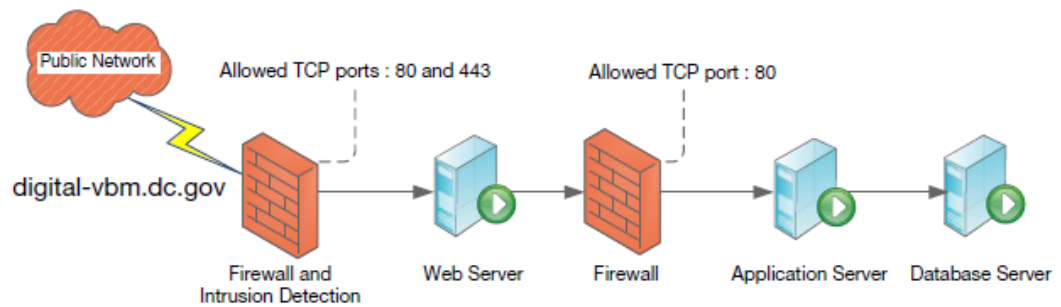 Public Network
Allowed TCP ports : 80 and 443
Allowed TCP port : 80
digital-vbm.dc.gov
Firewall and
Intrusion Detection
Web Server
Firewall
Application Server
Database Server